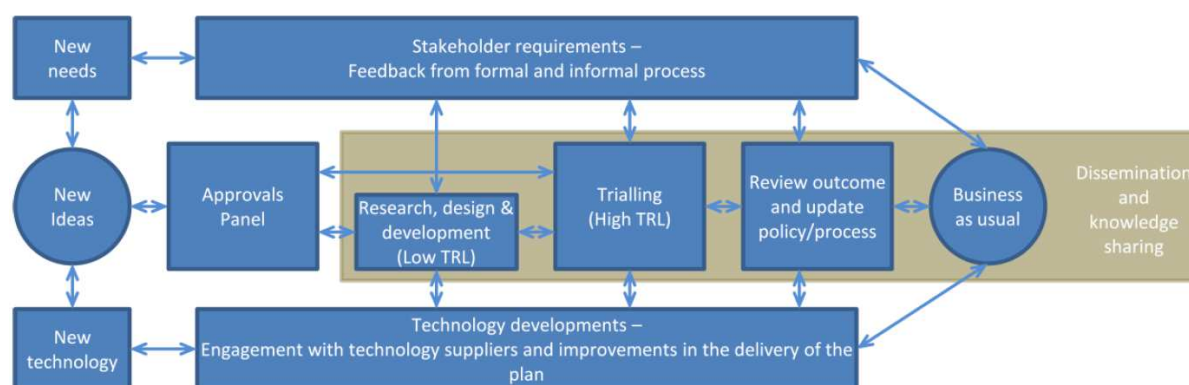 New
needs
Stakeholder requirements –
Feedback from formal and informal process
New
Ideas
Approvals
Panel
Research, design &
development
(Low TRL)
Trialling
(High TRL)
Review outcome
and update
policy/process
Business
as usual
Dissemination
and
knowledge
sharing
New
technology
Technology developments –
Engagement with technology suppliers and improvements in the delivery of the
plan